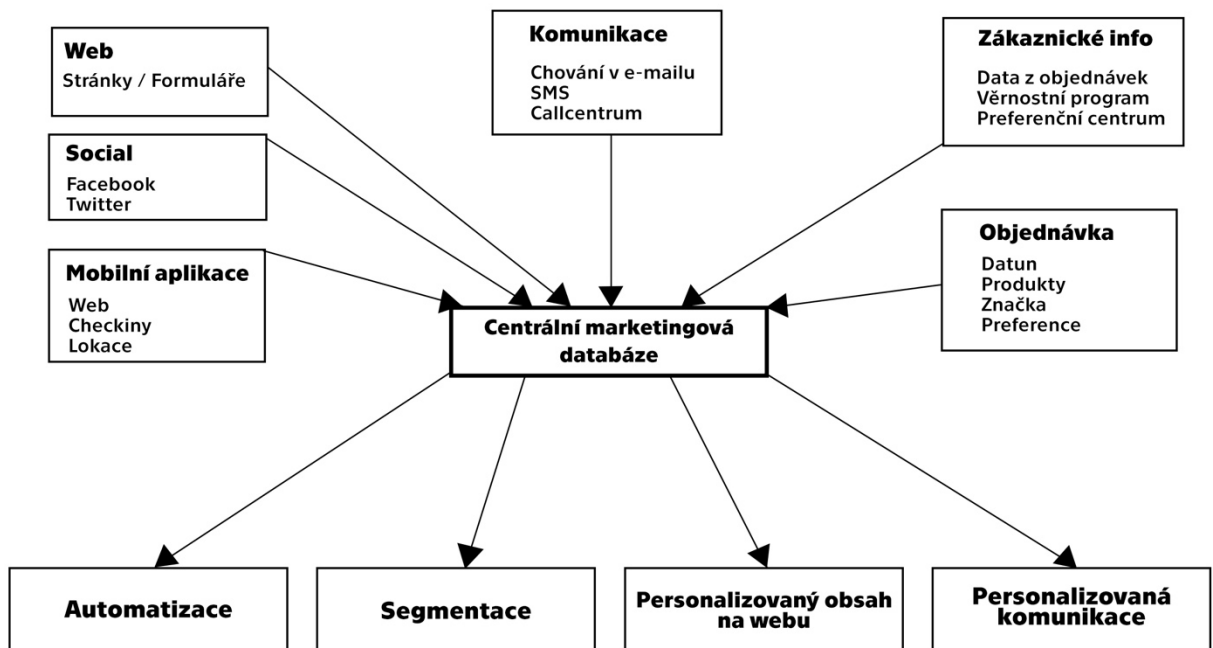 Web
Stránky / Formuláře
Social
Facebook
Twitter
Mobilní aplikace
Web
Checkiny
Lokace
Komunikace
Chování v e-mailu
SMS
Callcentrum
Zákaznické info
Data z objednávek
Věrnostní program
Preferenční centrum
Objednávka
Datun
Produkty
Značka
Preference
Centrální marketingová
databáze
Automatizace
Segmentace
Personalizovaný obsah
na webu
Personalizovaná
komunikace